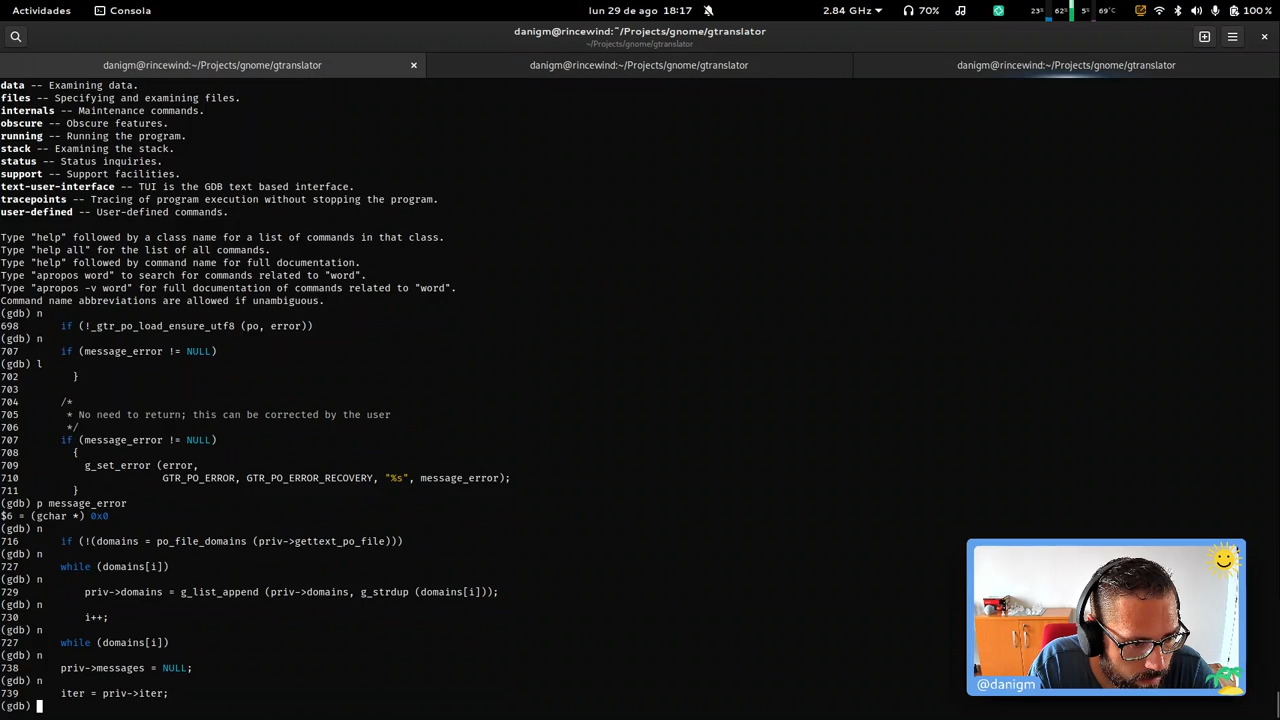 Actividades
Consola
lun 29 de ago 18:17
2.84 GHz
70%
23%
62%
5%
69°C
100 %
danigm@rincewind:~/Projects/gnome/gtranslator
~/Projects/gnome/gtranslator
danigm@rincewind:~/Projects/gnome/gtranslator
danigm@rincewind:~/Projects/gnome/gtranslator
danigm@rincewind:~/Projects/gnome/gtranslator
data -- Examining data.
files -- Specifying and examining files.
internals -- Maintenance commands.
obscure -- Obscure features.
running -- Running the program.
stack -- Examining the stack.
status -- Status inquiries.
support -- Support facilities.
text-user-interface -- TUI is the GDB text based interface.
tracepoints -- Tracing of program execution without stopping the program.
user-defined -- User-defined commands.
Type "help" followed by a class name for a list of commands in that class.
Type "help all" for the list of all commands.
Type "help" followed by command name for full documentation.
Type "apropos word" to search for commands related to "word".
Type "apropos -v word" for full documentation of commands related to "word".
Command name abbreviations are allowed if unambiguous.
(gdb) n
698 if (!_gtr_po_load_ensure_utf8 (po, error))
(gdb) n
707 if (message_error != NULL)
(gdb) l
702 }
703
704 /*
705 * No need to return; this can be corrected by the user
706 */
707 if (message_error != NULL)
708 {
709 g_set_error (error,
710 GTR_PO_ERROR, GTR_PO_ERROR_RECOVERY, "%s", message_error);
711 }
(gdb) p message_error
$6 = (gchar *) 0x0
(gdb) n
716 if (!(domains = po_file_domains (priv->gettext_po_file)))
(gdb) n
727 while (domains[i])
(gdb) n
729 priv->domains = g_list_append (priv->domains, g_strdup (domains[i]));
(gdb) n
730 i++;
(gdb) n
727 while (domains[i])
(gdb) n
738 priv->messages = NULL;
(gdb) n
739 iter = priv->iter;
(gdb)
@danigm